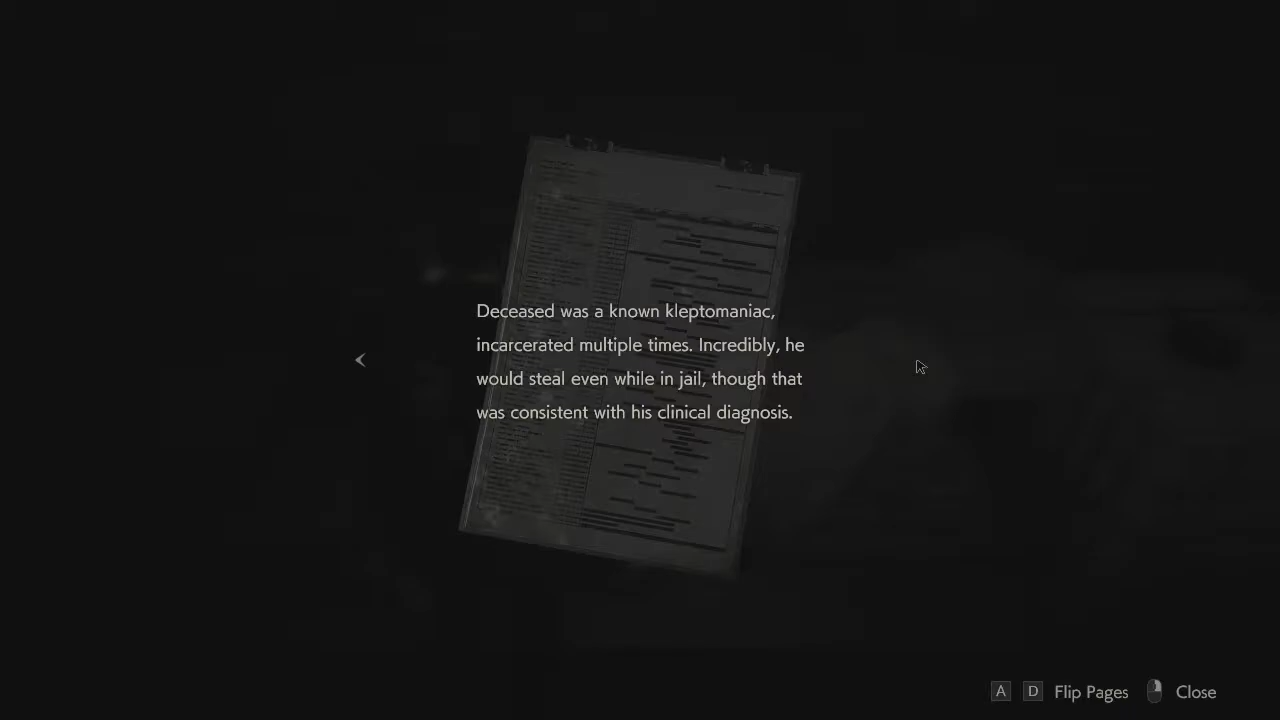 Deceased was a known kleptomaniac,
incarcerated multiple times. Incredibly, he
would steal even while in jail, though that
was consistent with his clinical diagnosis.
A D Flip Pages Close